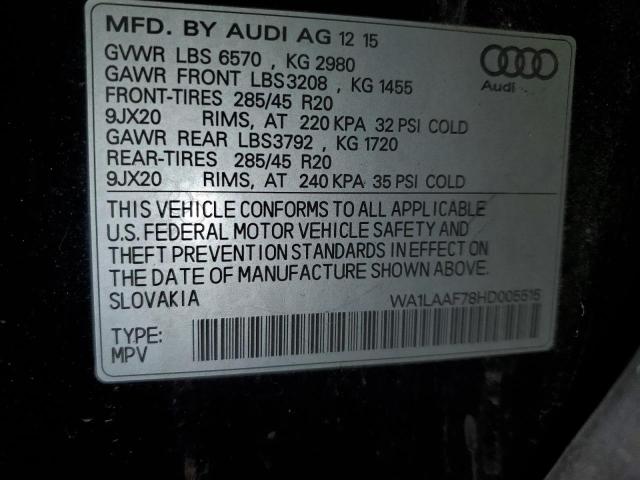 MFD. BY AUDI AG 12 15
GVWR LBS 6570 , KG 2980
GAWR FRONT LBS3208 , KG 1455
FRONT-TIRES 285/45 R20
9JX20 RIMS, AT 220 KPA 32 PSI COLD
GAWR REAR LBS3792 , KG 1720
REAR-TIRES 285/45 R20
9JX20 RIMS, AT 240 KPA 35 PSI COLD
Audi
THIS VEHICLE CONFORMS TO ALL APPLICABLE
U.S. FEDERAL MOTOR VEHICLE SAFETY AND
THEFT PREVENTION STANDARDS IN EFFECT ON
THE DATE OF MANUFACTURE SHOWN ABOVE.
SLOVAKIA WA1LAAF78HD005515
TYPE:
MPV